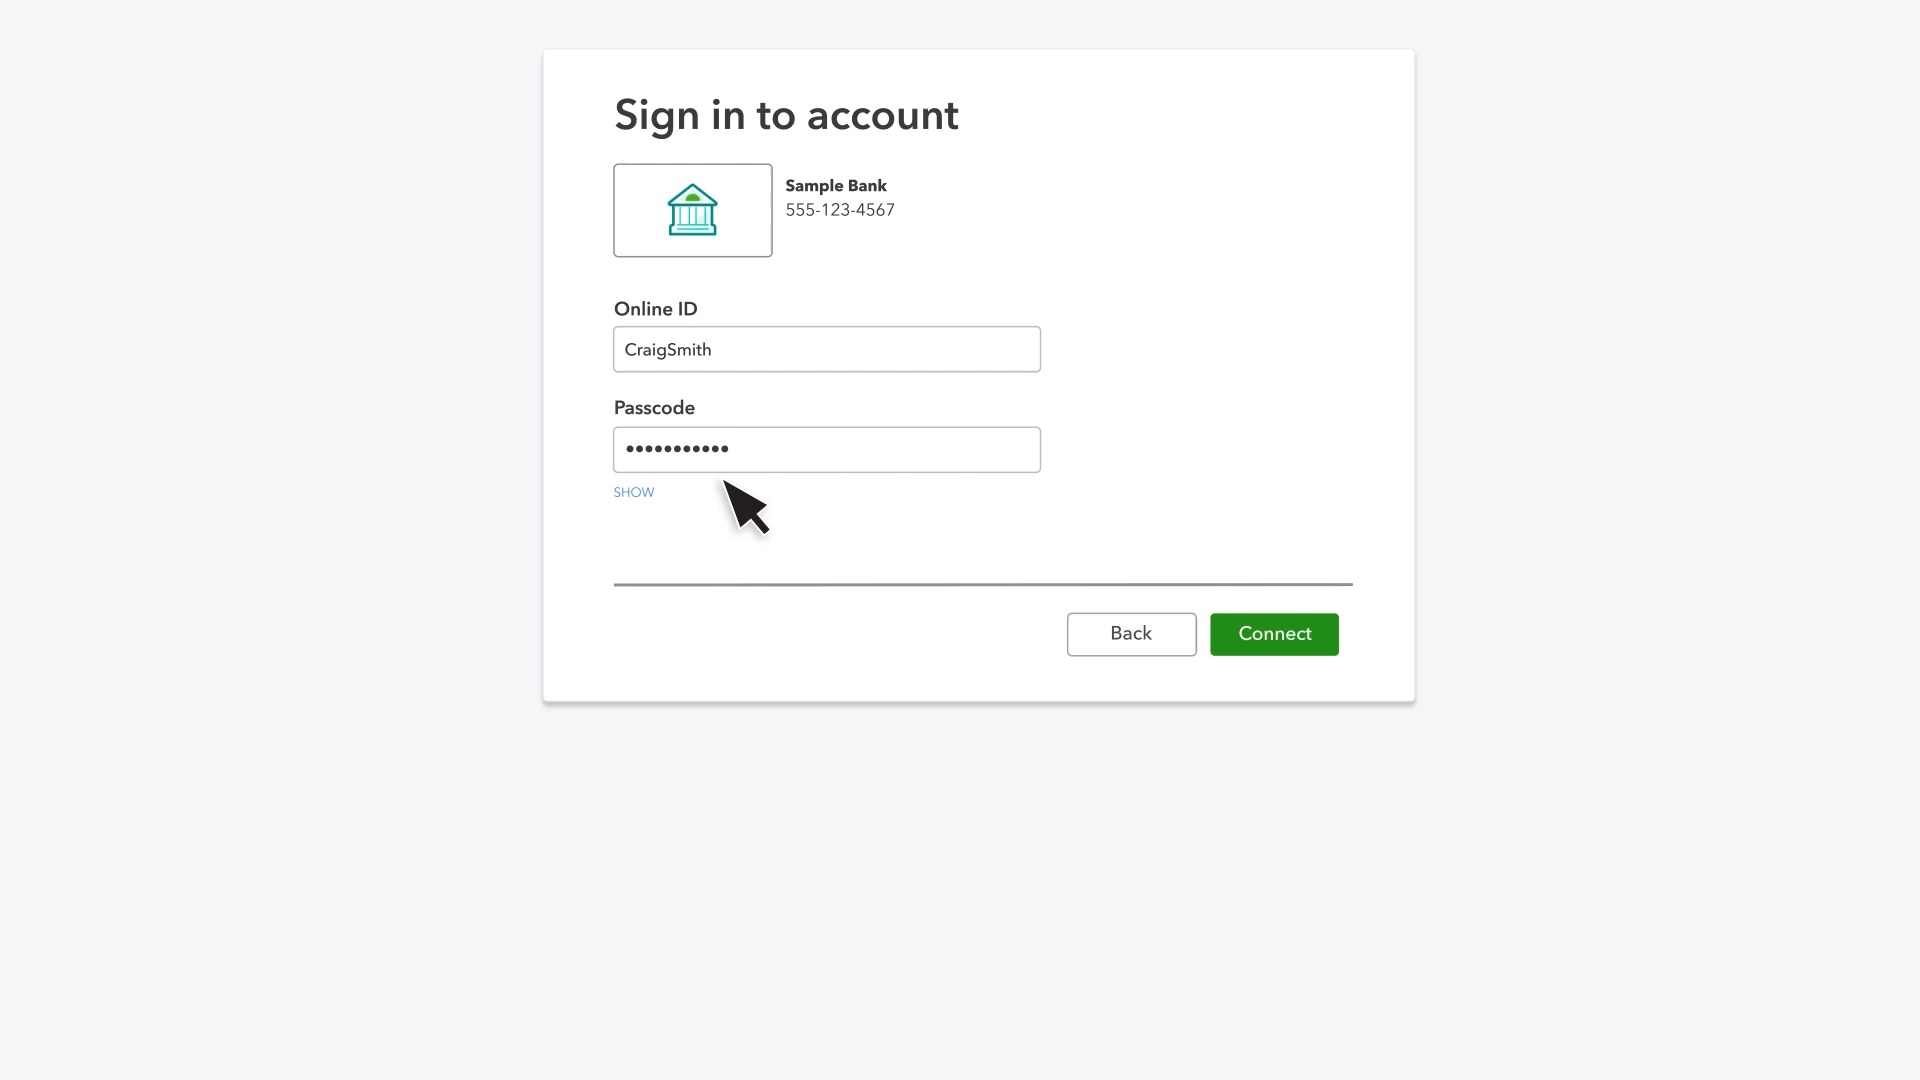 Sign in to account
Sample Bank
555-123-4567
Online ID
CraigSmith
Passcode
•••••••••••
SHOW
Back
Connect